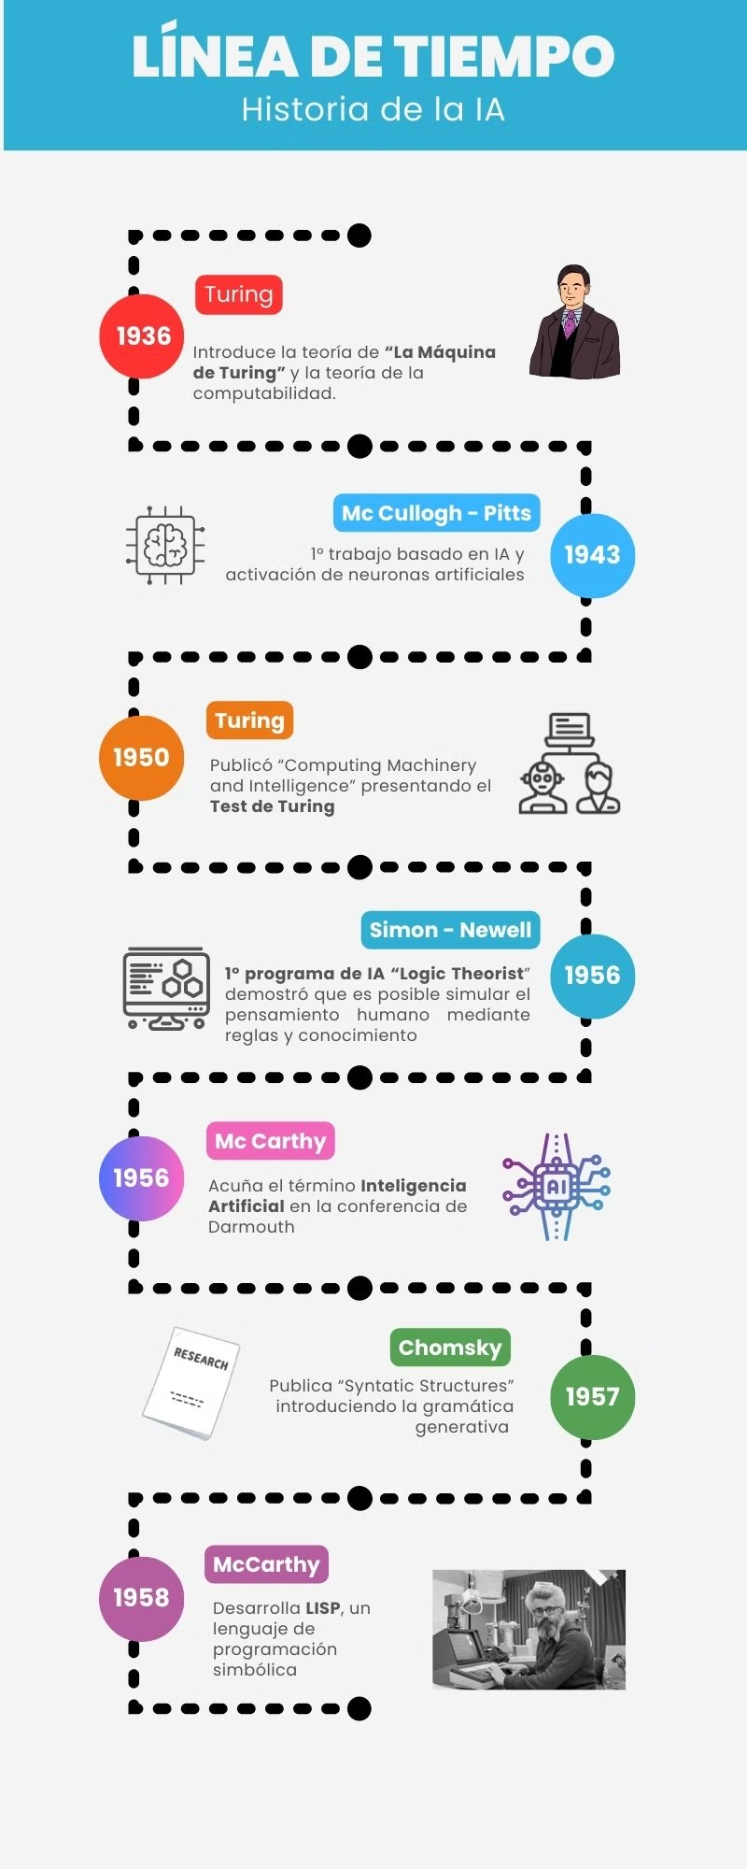 LÍNEA DE TIEMPO
Historia de la IA
Turing
1936
Introduce la teoría de “La Máquina
de Turing” y la teoría de la
computabilidad.
Mc Cullogh - Pitts
1943
1º trabajo basado en IA y
activación de neuronas artificiales
Turing
1950
Publicó “Computing Machinery
and Intelligence” presentando el
Test de Turing
Simon - Newell
1956
1º programa de IA “Logic Theorist”
demostró que es posible simular el
pensamiento humano mediante
reglas y conocimiento
Mc Carthy
1956
Acuña el término Inteligencia
Artificial en la conferencia de
Darmouth
AI
RESEARCH
Chomsky
1957
Publica “Syntatic Structures”
introduciendo la gramática
generativa
McCarthy
1958
Desarrolla LISP, un
lenguaje de
programación
simbólica